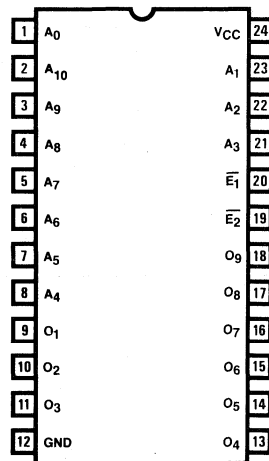 1 A0 VCC 24
2 A10 A1 23
3 A9 A2 22
4 A8 A3 21
5 A7 E̅1̅ 20
6 A6 E̅2̅ 19
7 A5 O9 18
8 A4 O8 17
9 O1 O7 16
10 O2 O6 15
11 O3 O5 14
12 GND O4 13